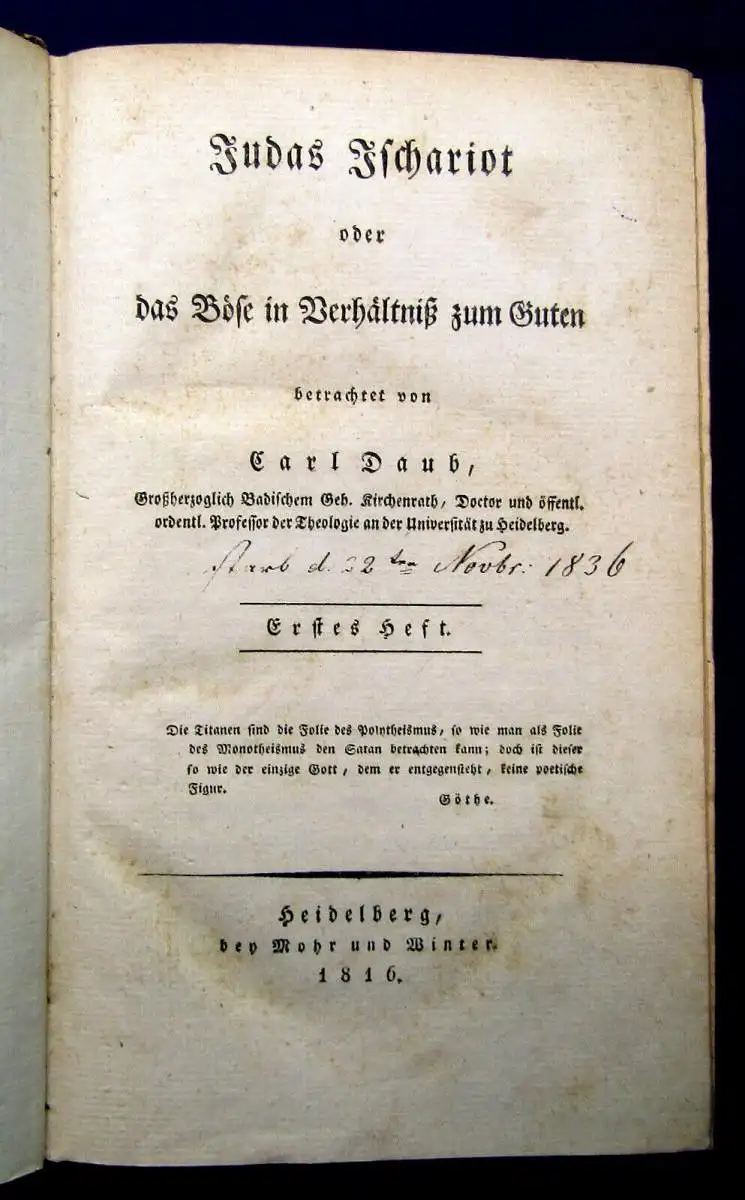 Judas Ischariot
oder
das Böse in Verhältniß zum Guten
betrachtet von
Carl Daub,
Großherzoglich Badischem Geh. Kirchenrath, Doctor und öffentl.
ordentl. Professor der Theologie an der Universität zu Heidelberg.
starb d. 22ten Novbr: 1836
Erstes Heft.
Die Titanen sind die Folie des Polytheismus, so wie man als Folie
des Monotheismus den Satan betrachten kann; doch ist dieser
so wie der einzige Gott, dem er entgegensteht, keine poetische
Figur.
Göthe.
Heidelberg,
bey Mohr und Winter.
1816.